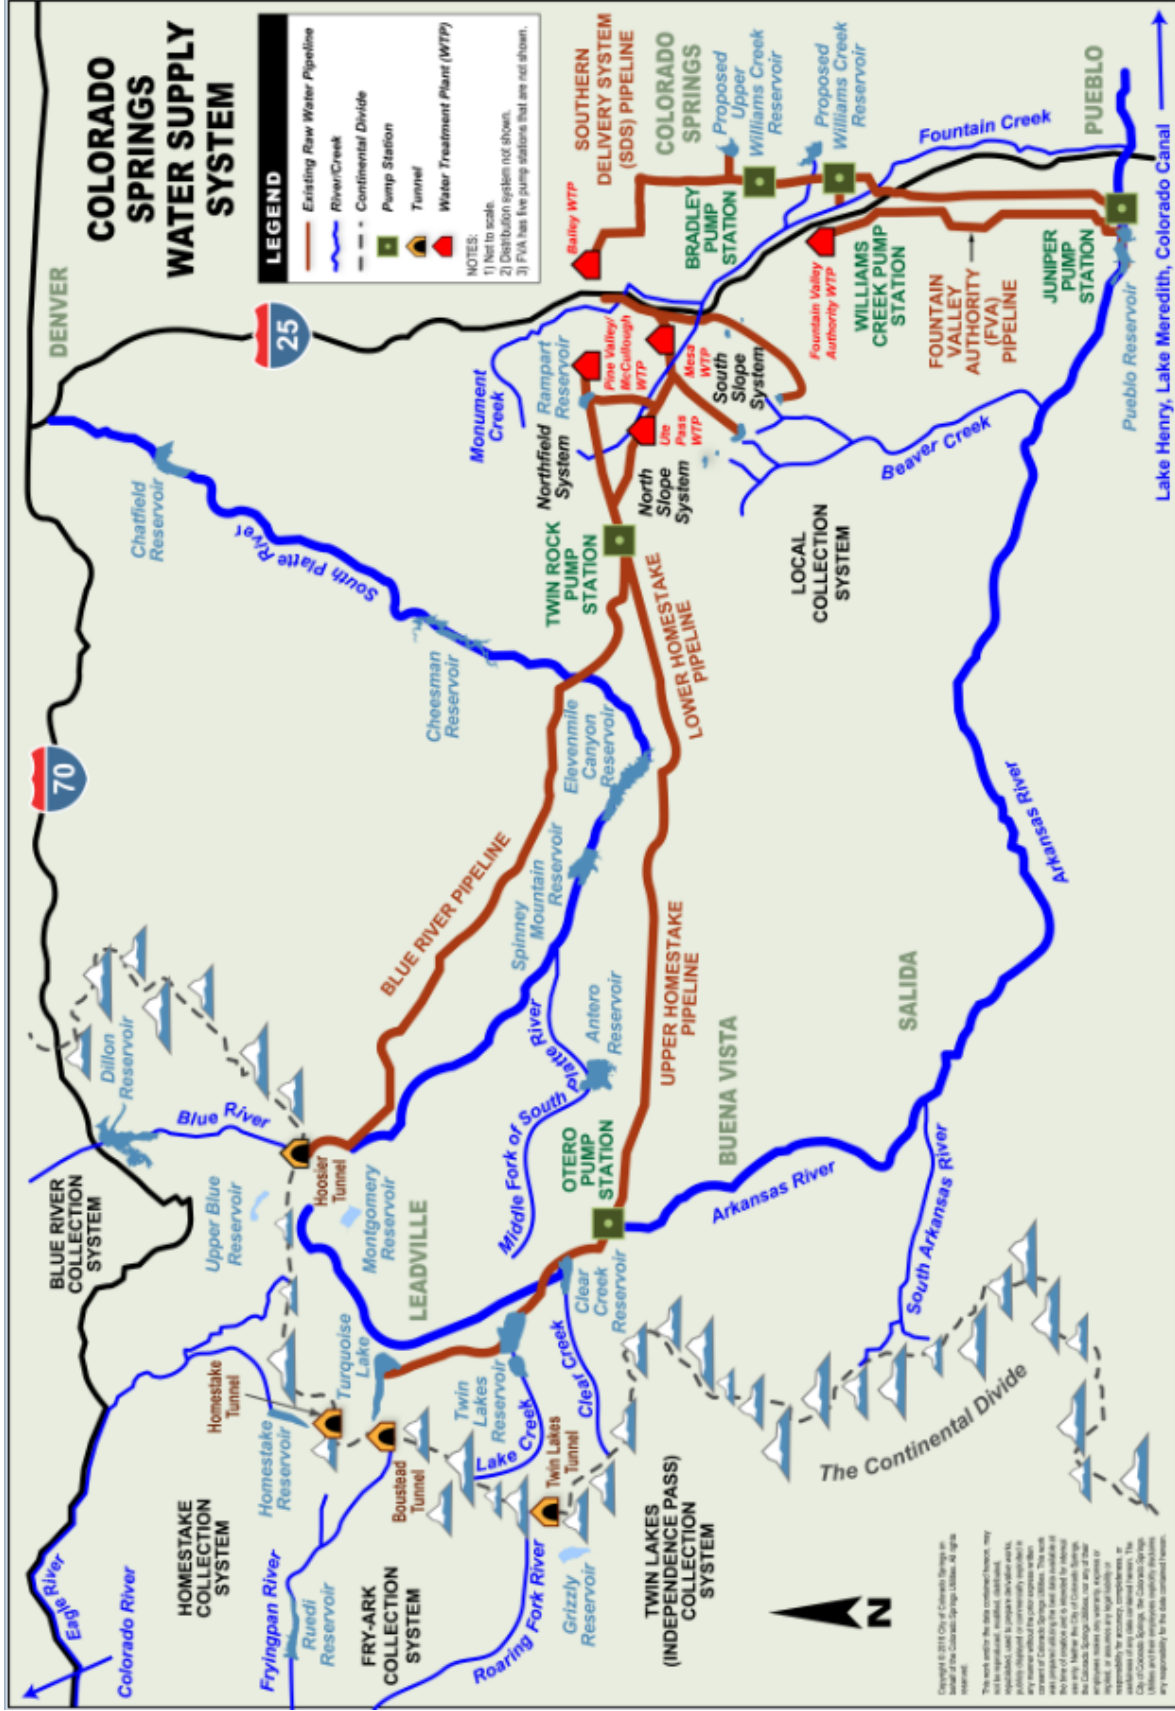 COLORADO
SPRINGS
WATER SUPPLY
SYSTEM
LEGEND
Existing Raw Water Pipeline
River/Creek
Continental Divide
Pump Station
Tunnel
Water Treatment Plant (WTP)
NOTES:
1) Not to scale.
2) Distribution system not shown.
3) FVA has five pump stations that are not shown.
DENVER
25
70
Chatfield
Reservoir
South Platte River
Cheesman
Reservoir
Dillon
Reservoir
Blue River
BLUE RIVER
COLLECTION
SYSTEM
Upper Blue
Reservoir
Hoosier
Tunnel
Montgomery
Reservoir
LEADVILLE
BLUE RIVER PIPELINE
Spinney
Mountain
Reservoir
Elevenmile
Canyon
Reservoir
Middle Fork of South Platte River
Antero
Reservoir
Eagle River
Colorado River
HOMESTAKE
COLLECTION
SYSTEM
Homestake
Tunnel
Homestake
Reservoir
Turquoise
Lake
Fryingpan River
Ruedi
Reservoir
FRY-ARK
COLLECTION
SYSTEM
Boustead
Tunnel
Twin
Lakes
Reservoir
Lake Creek
Clear Creek
Clear
Creek
Reservoir
Roaring Fork River
Grizzly
Reservoir
Twin Lakes
Tunnel
TWIN LAKES
(INDEPENDENCE PASS)
COLLECTION
SYSTEM
OTERO
PUMP
STATION
UPPER HOMESTAKE
PIPELINE
LOWER HOMESTAKE
PIPELINE
TWIN ROCK
PUMP
STATION
BUENA VISTA
SALIDA
Arkansas River
South Arkansas River
Arkansas River
The Continental Divide
N
Monument
Creek
Rampart
Reservoir
Northfield
System
Pine Valley/
McCullough
WTP
Mesa
WTP
Ute
Pass
WTP
North
Slope
System
South
Slope
System
LOCAL
COLLECTION
SYSTEM
Beaver Creek
Bailey WTP
SOUTHERN
DELIVERY SYSTEM
(SDS) PIPELINE
COLORADO
SPRINGS
Proposed
Upper
Williams Creek
Reservoir
BRADLEY
PUMP
STATION
Proposed
Williams Creek
Reservoir
Fountain Valley
Authority WTP
WILLIAMS
CREEK PUMP
STATION
Fountain Creek
FOUNTAIN
VALLEY
AUTHORITY
(FVA)
PIPELINE
JUNIPER
PUMP
STATION
PUEBLO
Pueblo Reservoir
Lake Henry, Lake Meredith, Colorado Canal